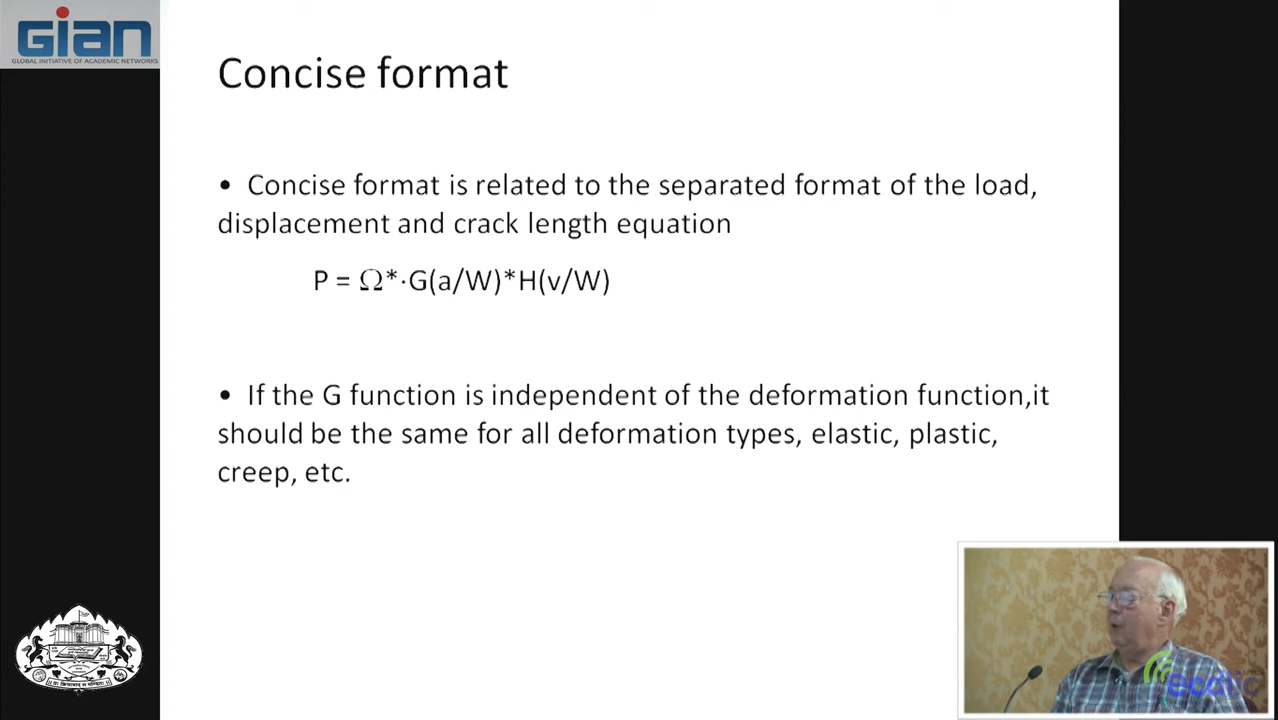 GIAN
GLOBAL INITIATIVE OF ACADEMIC NETWORKS
Concise format
• Concise format is related to the separated format of the load,
displacement and crack length equation
P = Ω*·G(a/W)*H(v/W)
• If the G function is independent of the deformation function,it
should be the same for all deformation types, elastic, plastic,
creep, etc.